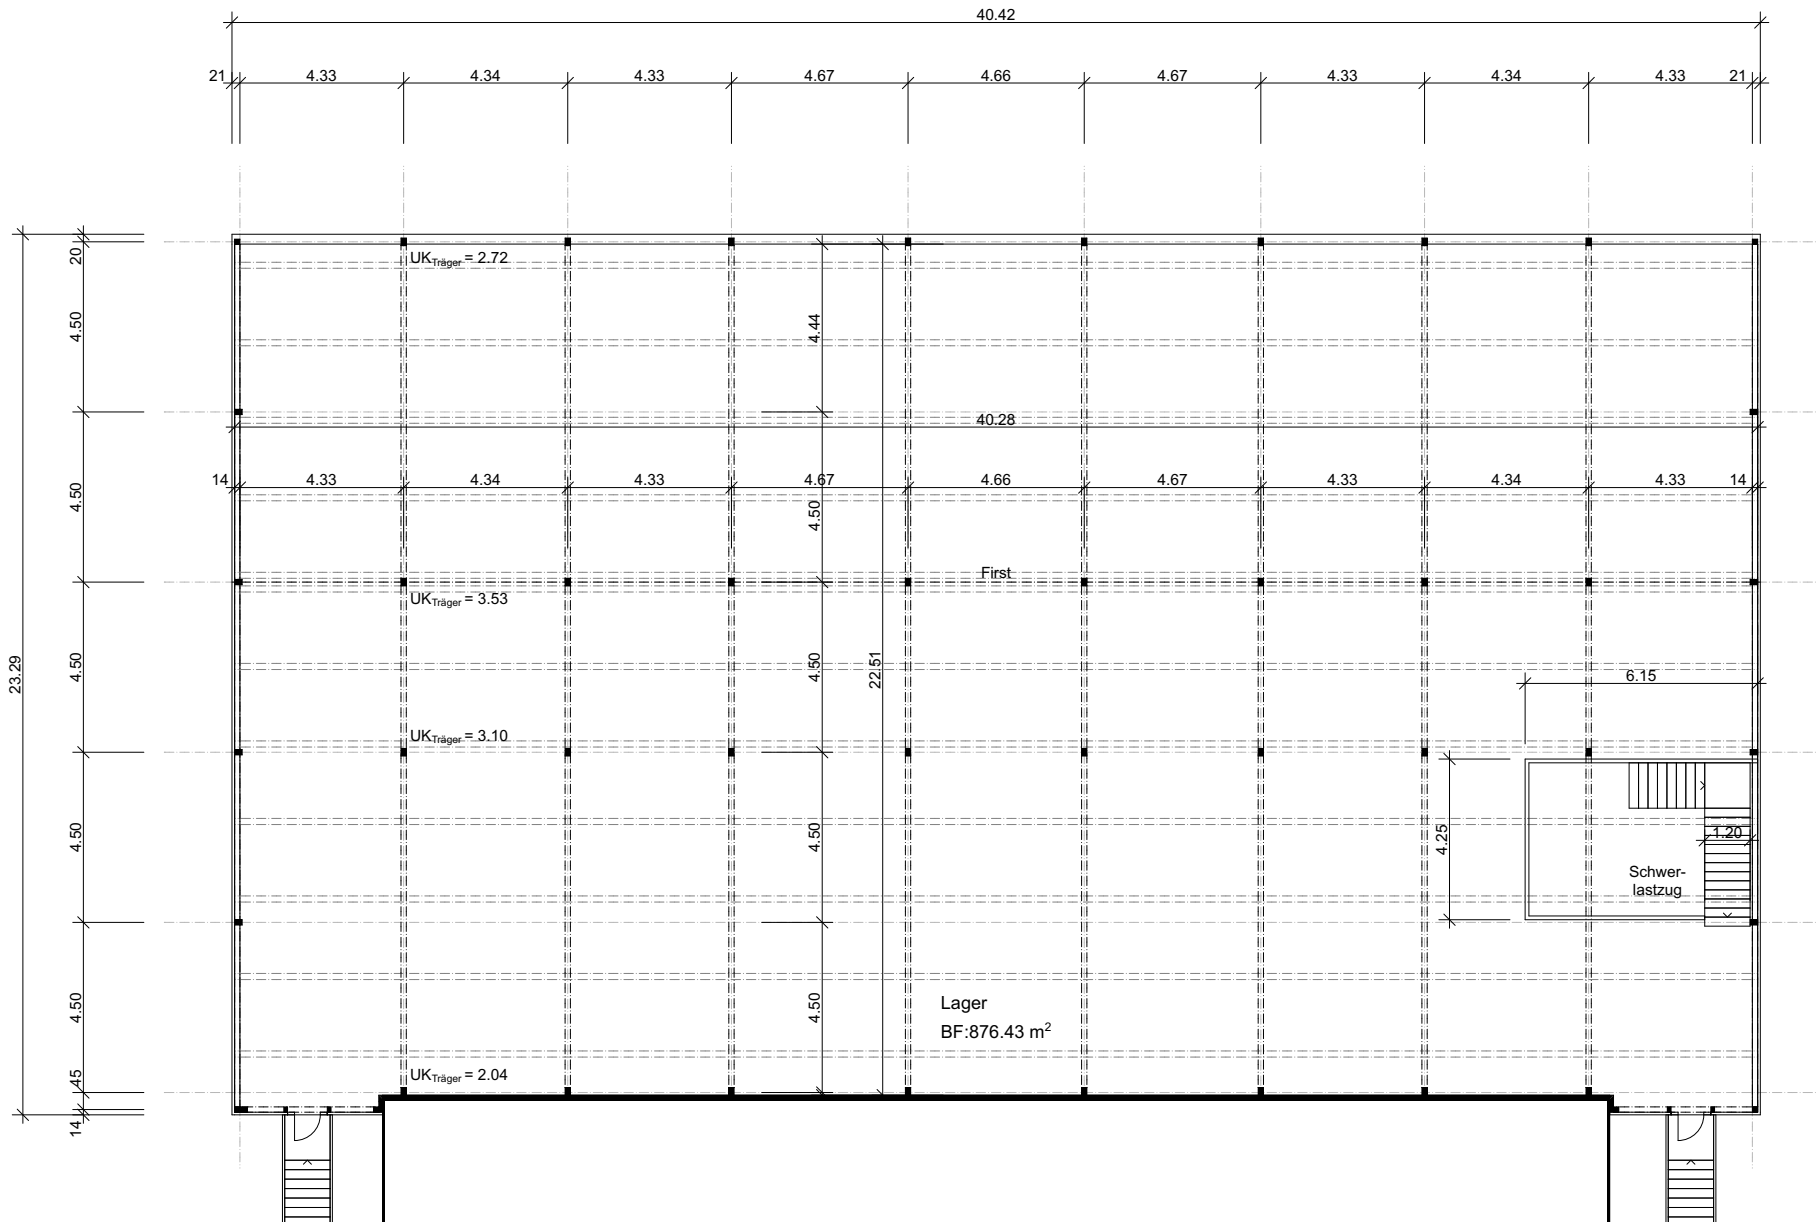 40.42
21 4.33 4.34 4.33 4.67 4.66 4.67 4.33 4.34 4.33 21
20
UKTräger = 2.72
4.50
4.44
40.28
14 4.33 4.34 4.33 4.67 4.66 4.67 4.33 4.34 4.33 14
4.50
4.50
First
UKTräger = 3.53
23.29
4.50
4.50
22.51
6.15
UKTräger = 3.10
4.50
4.50
4.25
1.20
Schwer-
lastzug
4.50
4.50
Lager
BF:876.43 m²
UKTräger = 2.04
45
14